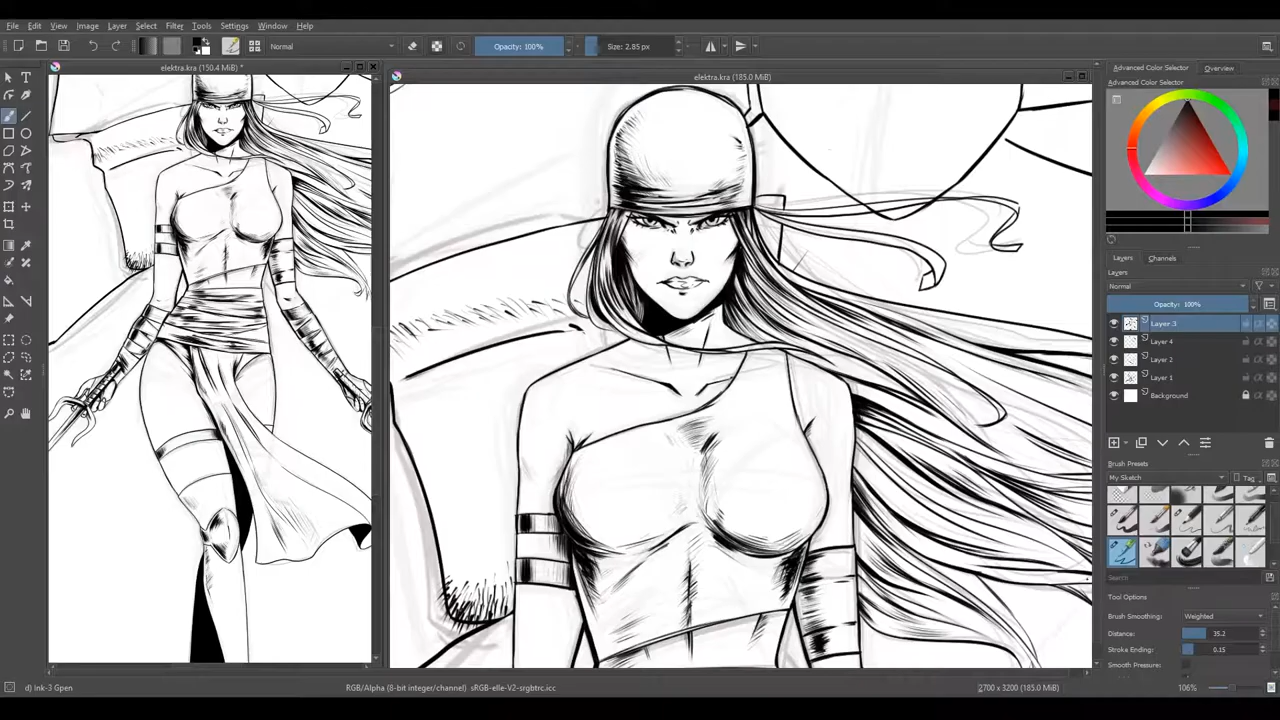 File Edit View Image Layer Select Filter Tools Settings Window Help
Normal Opacity: 100% Size: 2.85 px
elektra.kra (150.4 MiB) *
elektra.kra (185.0 MiB)
Advanced Color Selector Overview
Advanced Color Selector
Layers Channels
Layers
Normal
Opacity: 100%
Layer 3
Layer 4
Layer 2
Layer 1
Background
Brush Presets
My Sketch Tag
Search
Tool Options
Brush Smoothing: Weighted
Distance: 35.2
Stroke Ending: 0.15
Smooth Pressure:
d) Ink-3 Gpen RGB/Alpha (8-bit integer/channel) sRGB-elle-V2-srgbtrc.icc 2700 x 3200 (185.0 MiB) 106%